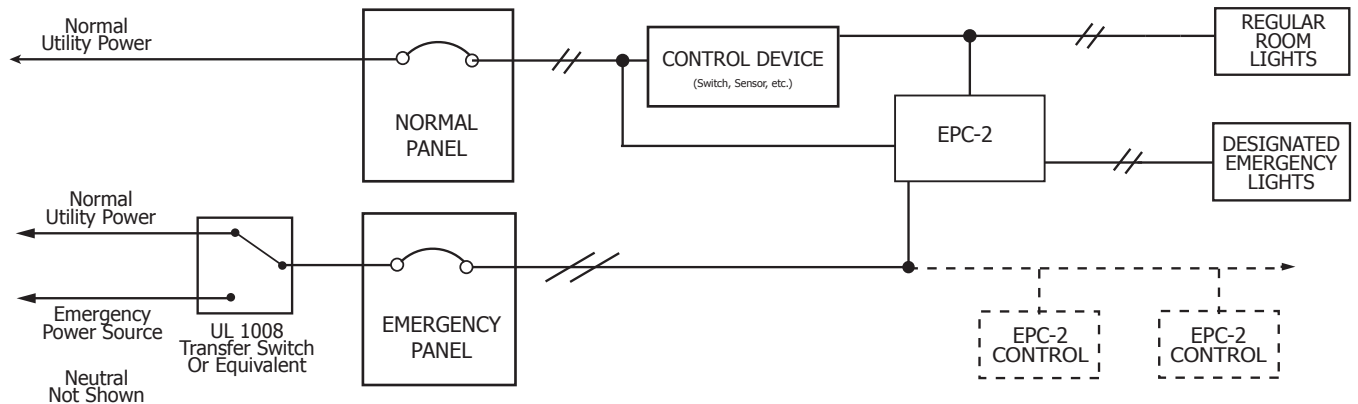 Normal
Utility Power
NORMAL
PANEL
CONTROL DEVICE
(Switch, Sensor, etc.)
REGULAR
ROOM
LIGHTS
EPC-2
DESIGNATED
EMERGENCY
LIGHTS
Normal
Utility Power
Emergency
Power Source
UL 1008
Transfer Switch
Or Equivalent
EMERGENCY
PANEL
EPC-2
CONTROL
EPC-2
CONTROL
Neutral
Not Shown